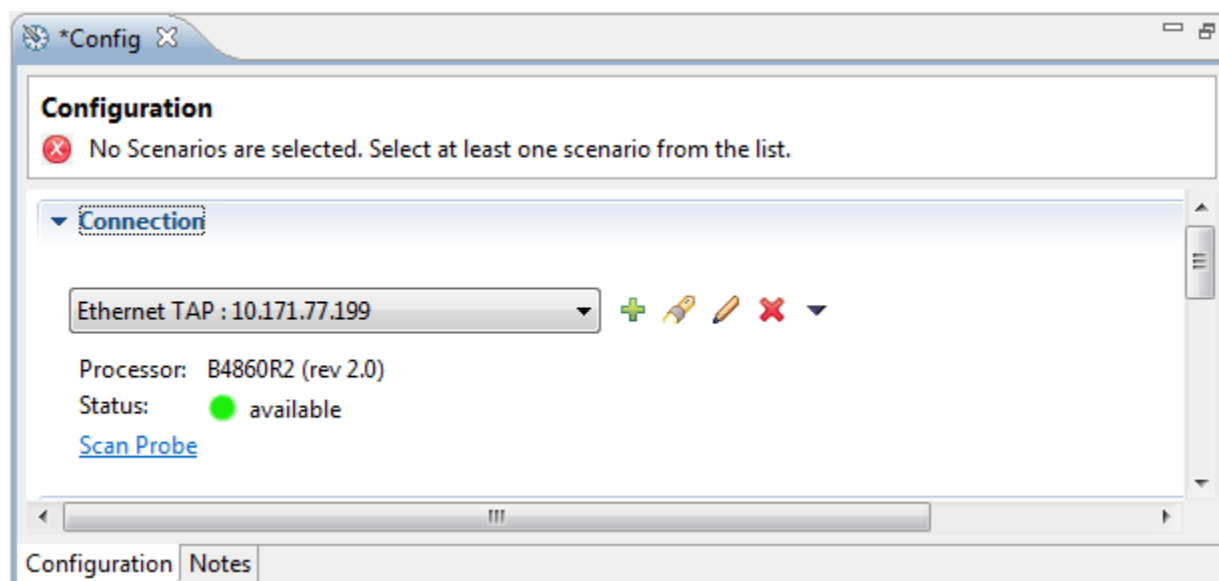 *Config
Configuration
No Scenarios are selected. Select at least one scenario from the list.
Connection
Ethernet TAP : 10.171.77.199
Processor: B4860R2 (rev 2.0)
Status: available
Scan Probe
Configuration Notes